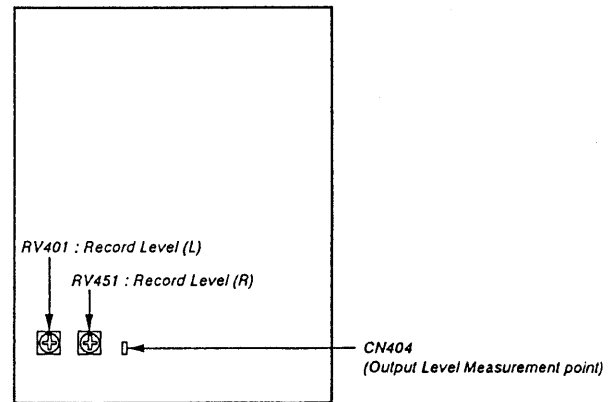 RV401 : Record Level (L)
RV451 : Record Level (R)
CN404
(Output Level Measurement point)